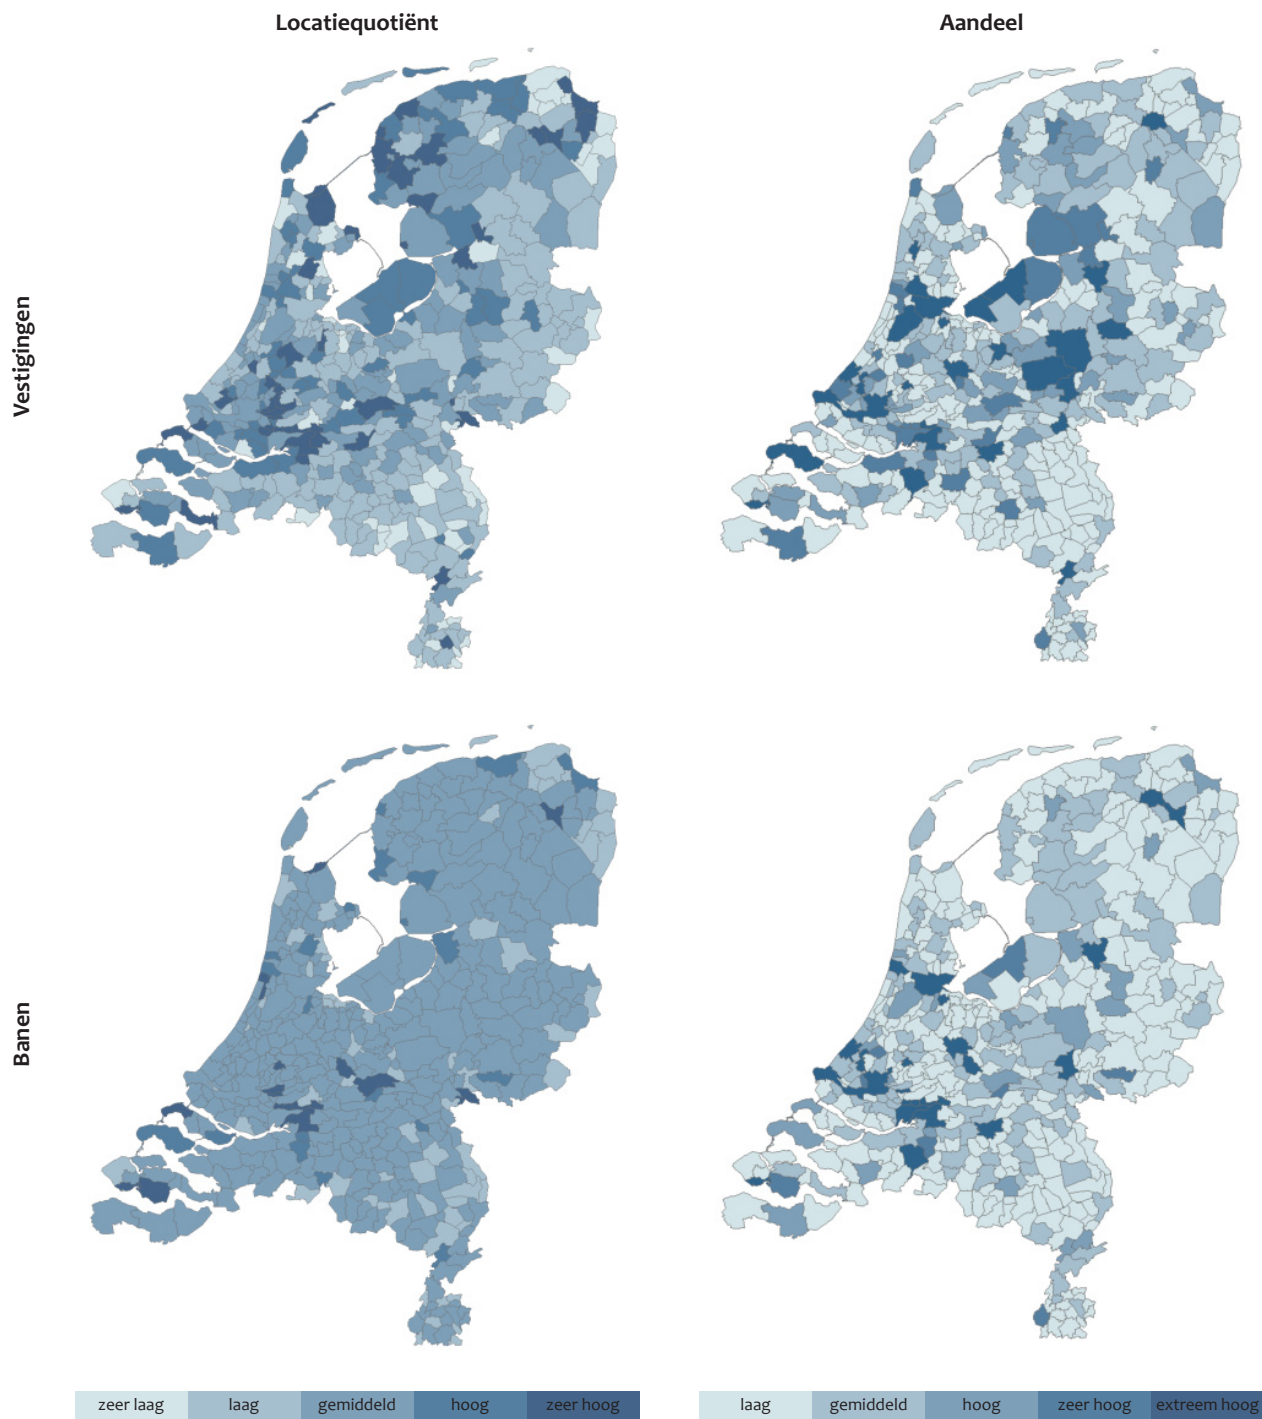 Locatiequotiënt
Aandeel
Vestigingen
Banen
zeer laag
laag
gemiddeld
hoog
zeer hoog
laag
gemiddeld
hoog
zeer hoog
extreem hoog